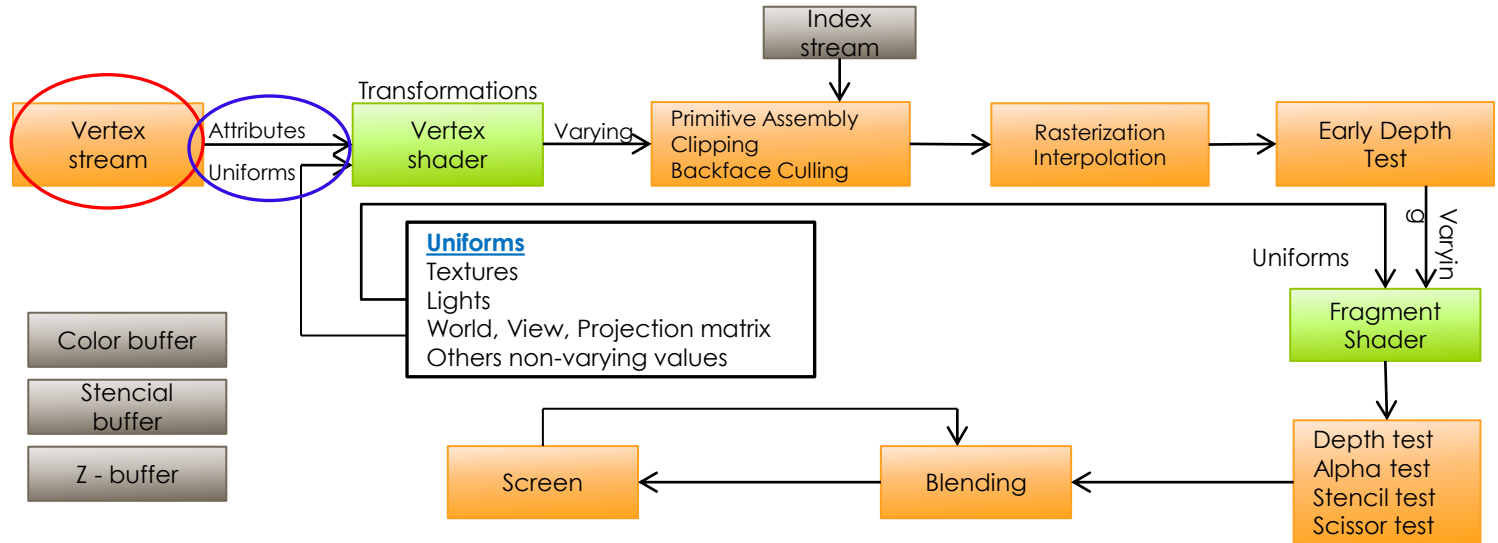 Index
stream
Transformations
Vertex
stream
Attributes
Uniforms
Vertex
shader
Varying
Primitive Assembly
Clipping
Backface Culling
Rasterization
Interpolation
Early Depth
Test
Uniforms
Textures
Lights
World, View, Projection matrix
Others non-varying values
Uniforms
Varyin
g
Fragment
Shader
Color buffer
Stencial
buffer
Z - buffer
Screen
Blending
Depth test
Alpha test
Stencil test
Scissor test